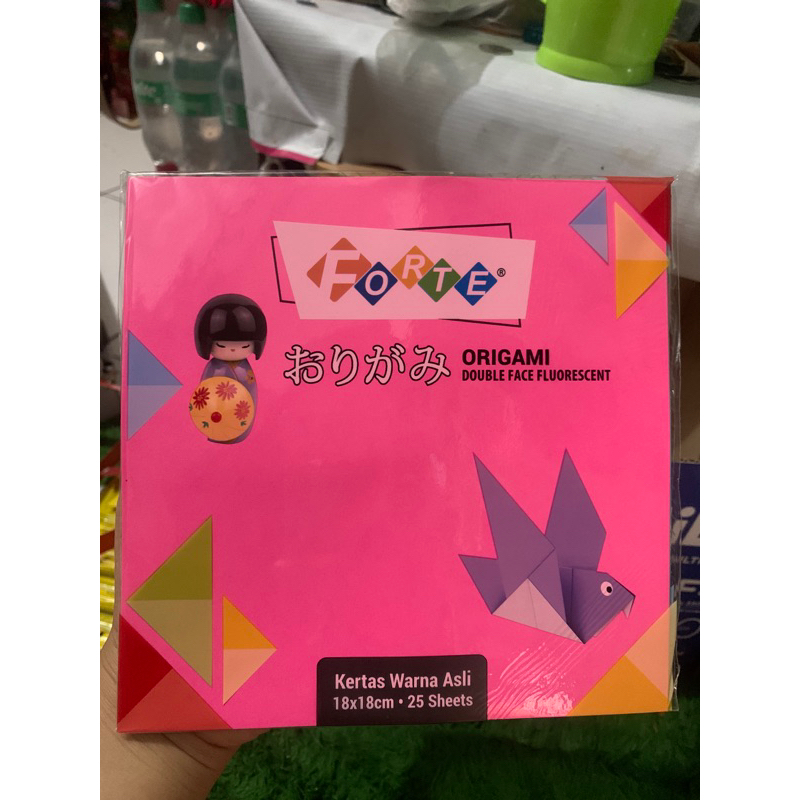 FORTE®
おりがみ
ORIGAMI
DOUBLE FACE FLUORESCENT
Kertas Warna Asli
18x18cm • 25 Sheets